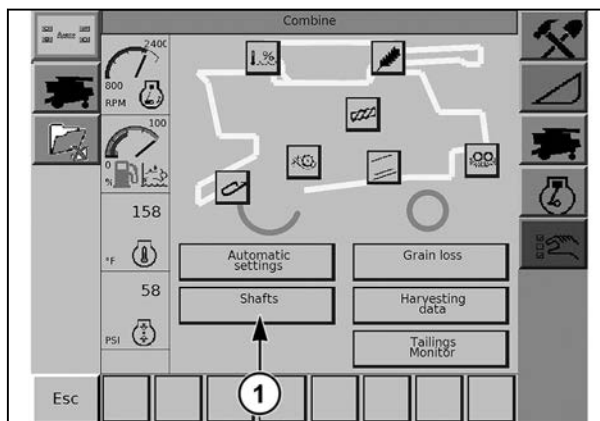 Combine
2400
800
RPM
%
100
0
%
158
°F
58
PSI
Automatic
settings
Grain loss
Shafts
Harvesting
data
Tailings
Monitor
Esc
1